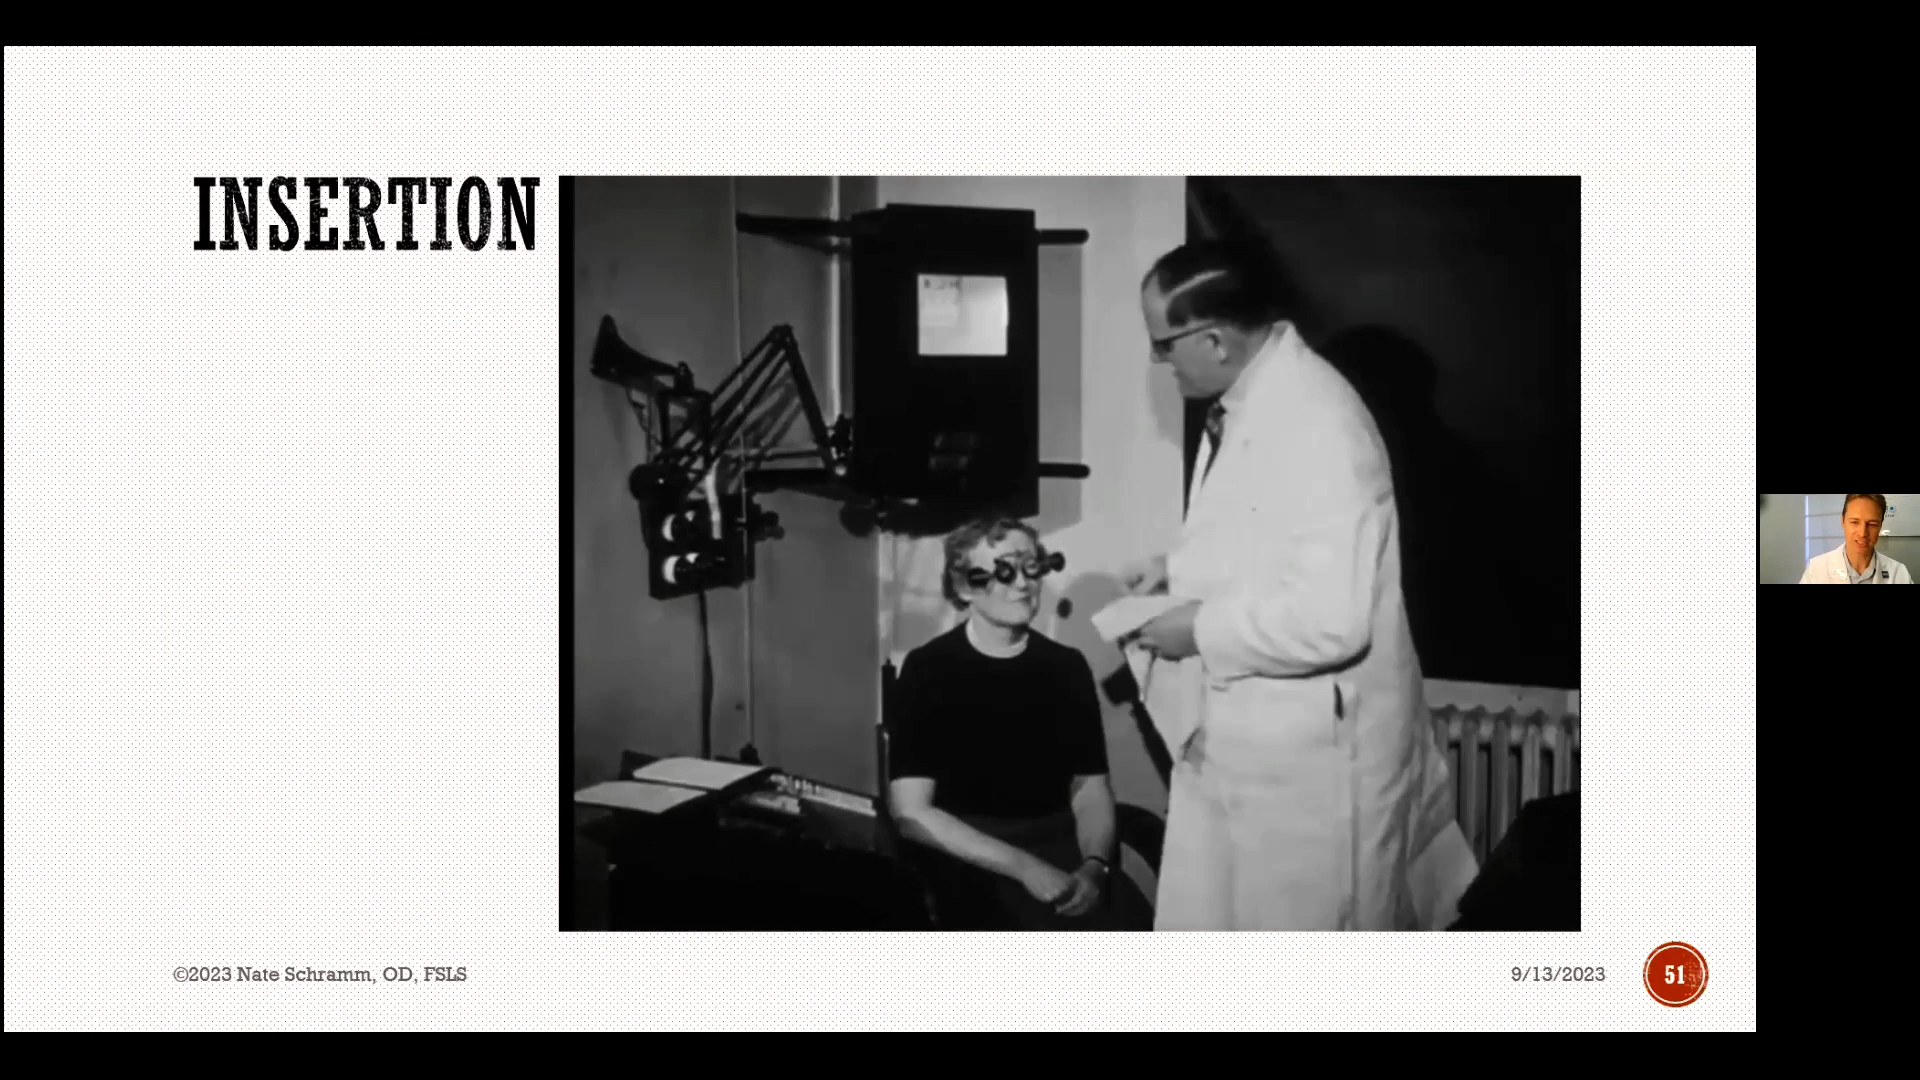 INSERTION
©2023 Nate Schramm, OD, FSLS
9/13/2023
51